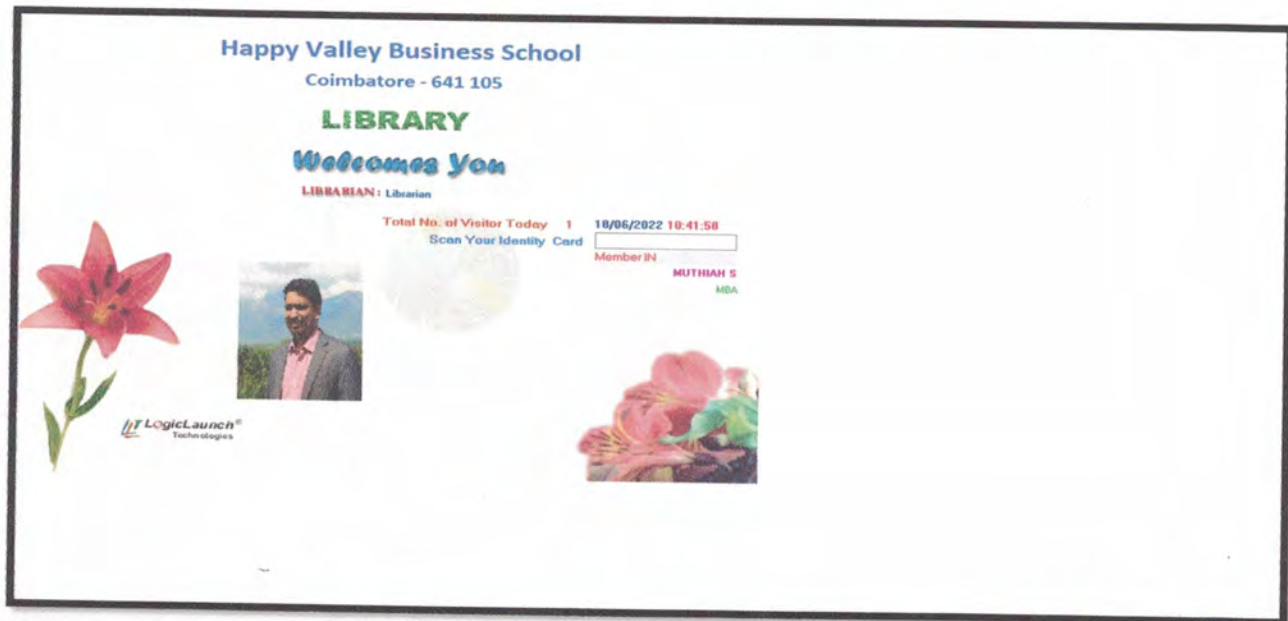 Happy Valley Business School
Coimbatore - 641 105
LIBRARY
Welcomes You
LIBRARIAN : Librarian
Total No. of Visitor Today 1 18/06/2022 10:41:58
Scan Your Identity Card
Member IN
MUTHIAH S
MBA
LLT LogicLaunch®
Technologies